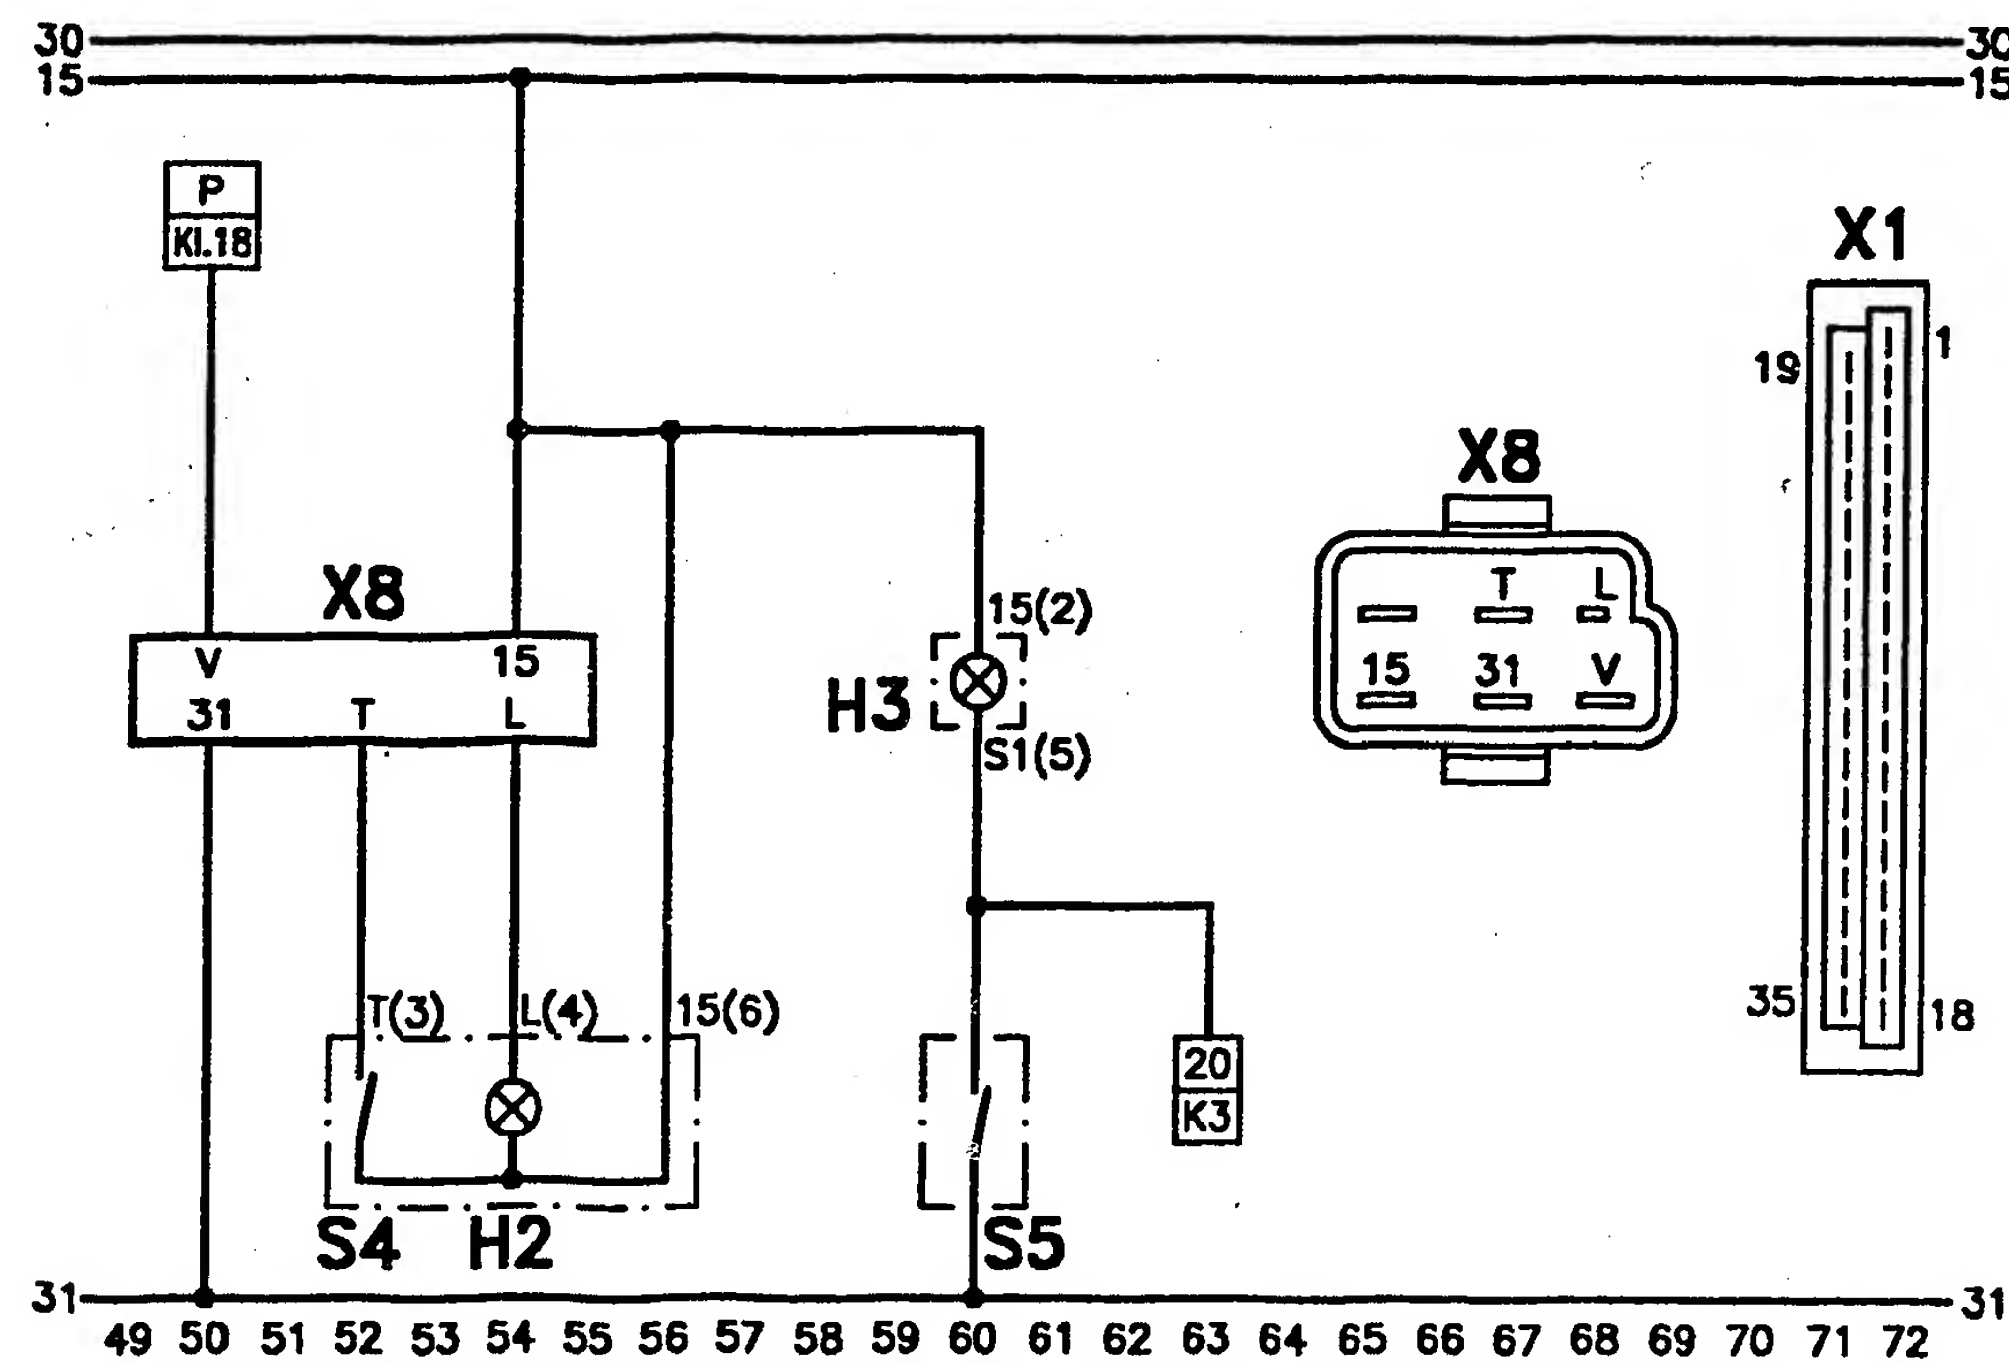 30 30
15 15
P
Kl.18
X1
19 1
X8
X8
T L
15(2)
V 15
15 31 V
31 T L
H3
S1(5)
T(3) L(4) 15(6)
35 18
20
K3
S4 H2 S5
31 31
49 50 51 52 53 54 55 56 57 58 59 60 61 62 63 64 65 66 67 68 69 70 71 72